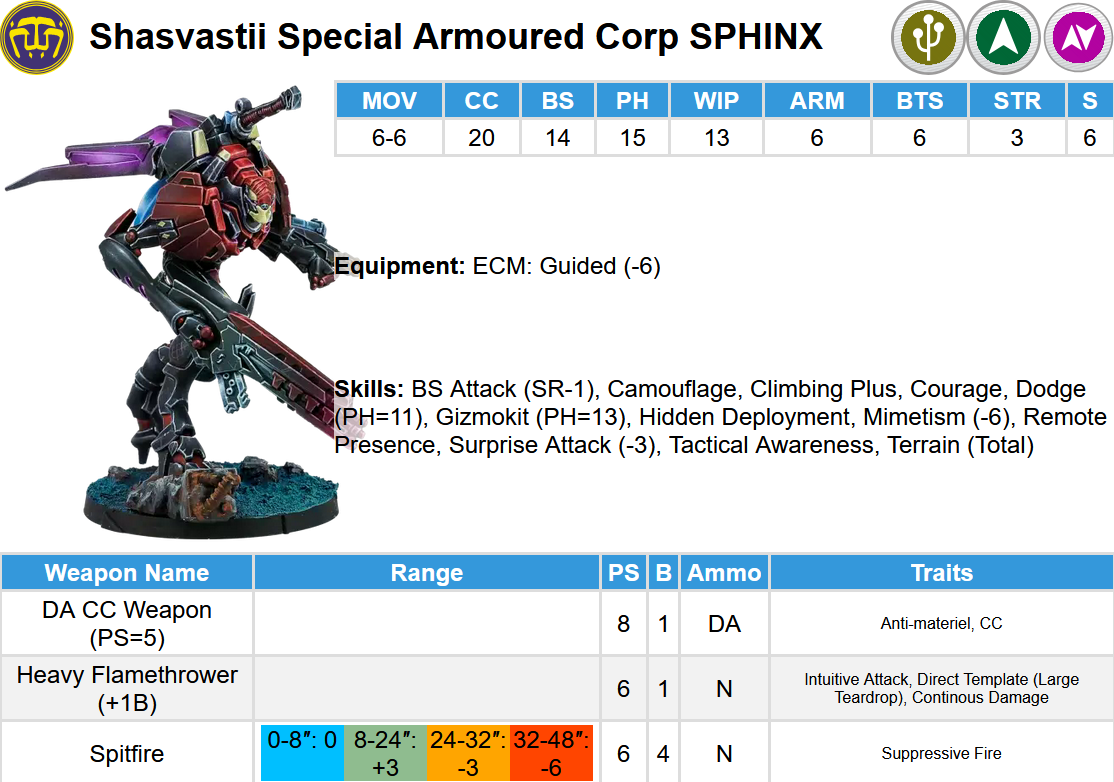 Shasvastii Special Armoured Corp SPHINX
MOV CC BS PH WIP ARM BTS STR S
6-6 20 14 15 13 6 6 3 6
Equipment: ECM: Guided (-6)
Skills: BS Attack (SR-1), Camouflage, Climbing Plus, Courage, Dodge
(PH=11), Gizmokit (PH=13), Hidden Deployment, Mimetism (-6), Remote
Presence, Surprise Attack (-3), Tactical Awareness, Terrain (Total)
Weapon Name Range PS B Ammo Traits
DA CC Weapon
(PS=5)
8 1 DA Anti-materiel, CC
Heavy Flamethrower
(+1B)
6 1 N
Intuitive Attack, Direct Template (Large
Teardrop), Continous Damage
Spitfire
0-8″: 0
8-24″:
+3
24-32″:
-3
32-48″:
-6
6 4 N Suppressive Fire